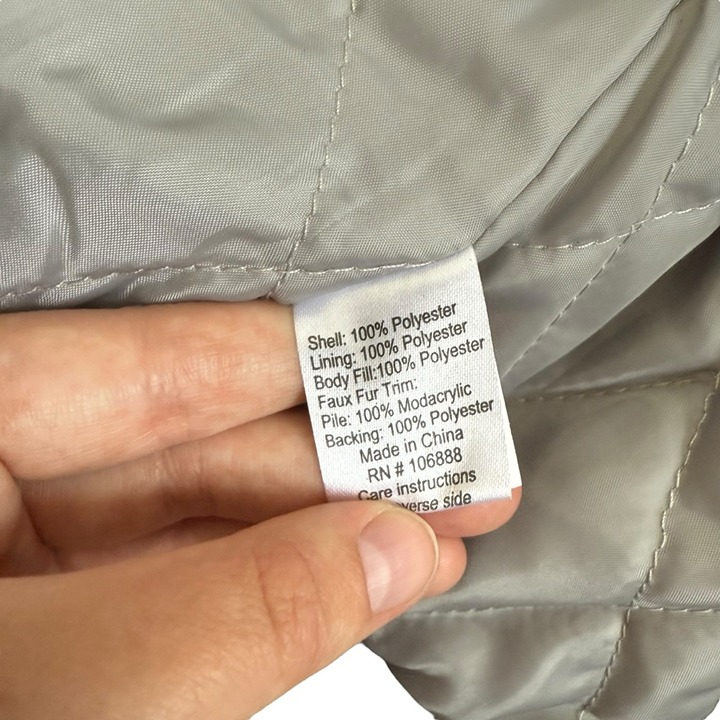 Shell: 100% Polyester
Lining: 100% Polyester
Body Fill:100% Polyester
Faux Fur Trim:
Pile: 100% Modacrylic
Backing: 100% Polyester
Made in China
RN # 106888
Care instructions
side